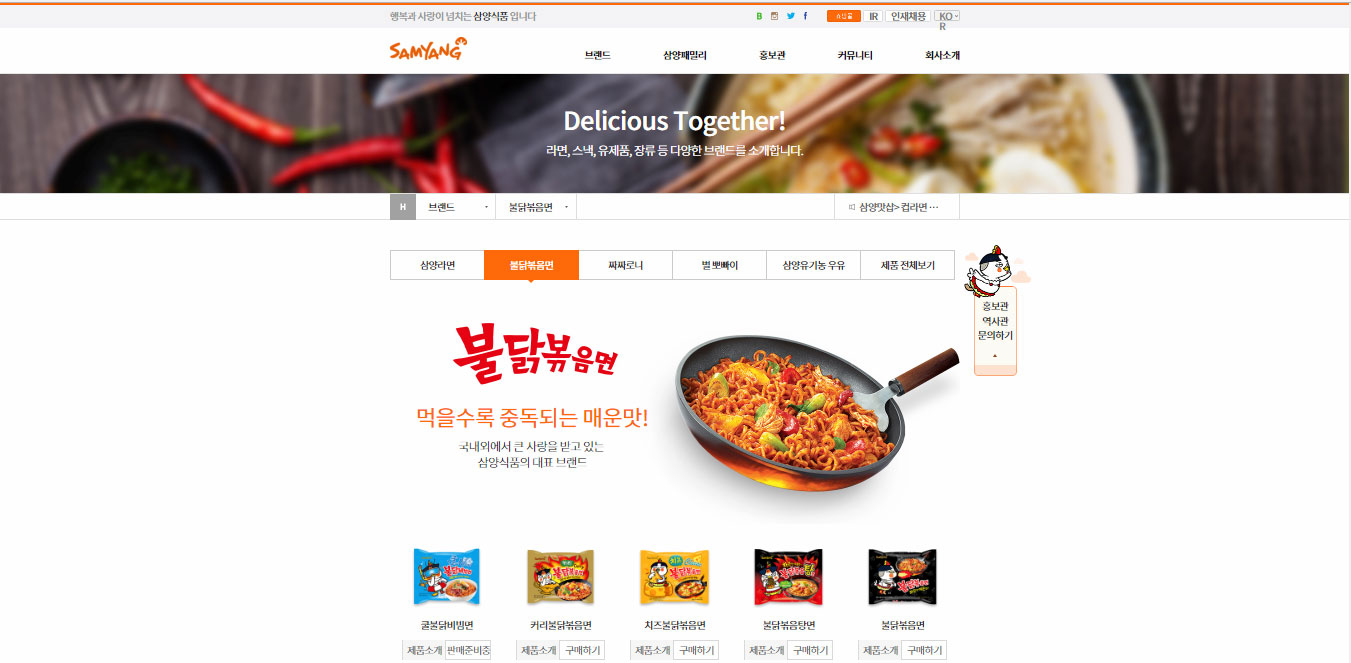 행복과 사랑이 넘치는 삼양식품 입니다
쇼핑몰 IR 인재채용 KOR
SAMYANG
브랜드 삼양패밀리 홍보관 커뮤니티 회사소개
Delicious Together!
라면, 스낵, 유제품, 장류 등 다양한 브랜드를 소개합니다.
H 브랜드 불닭볶음면 삼양맛샵> 컵라면 ···
삼양라면 불닭볶음면 짜짜로니 별 뽀빠이 삼양유기농 우유 제품 전체보기
홍보관
역사관
문의하기
불닭볶음면
먹을수록 중독되는 매운맛!
국내외에서 큰 사랑을 받고 있는
삼양식품의 대표 브랜드
쿨불닭비빔면 커리불닭볶음면 치즈불닭볶음면 불닭볶음탕면 불닭볶음면
제품소개 판매준비중 제품소개 구매하기 제품소개 구매하기 제품소개 구매하기 제품소개 구매하기